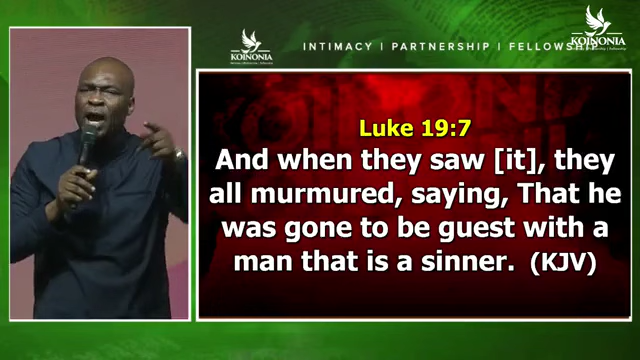 KOINONIA
INTIMACY | PARTNERSHIP | FELLOWSHIP
KOINONIA
Luke 19:7
And when they saw [it], they
all murmured, saying, That he
was gone to be guest with a
man that is a sinner. (KJV)